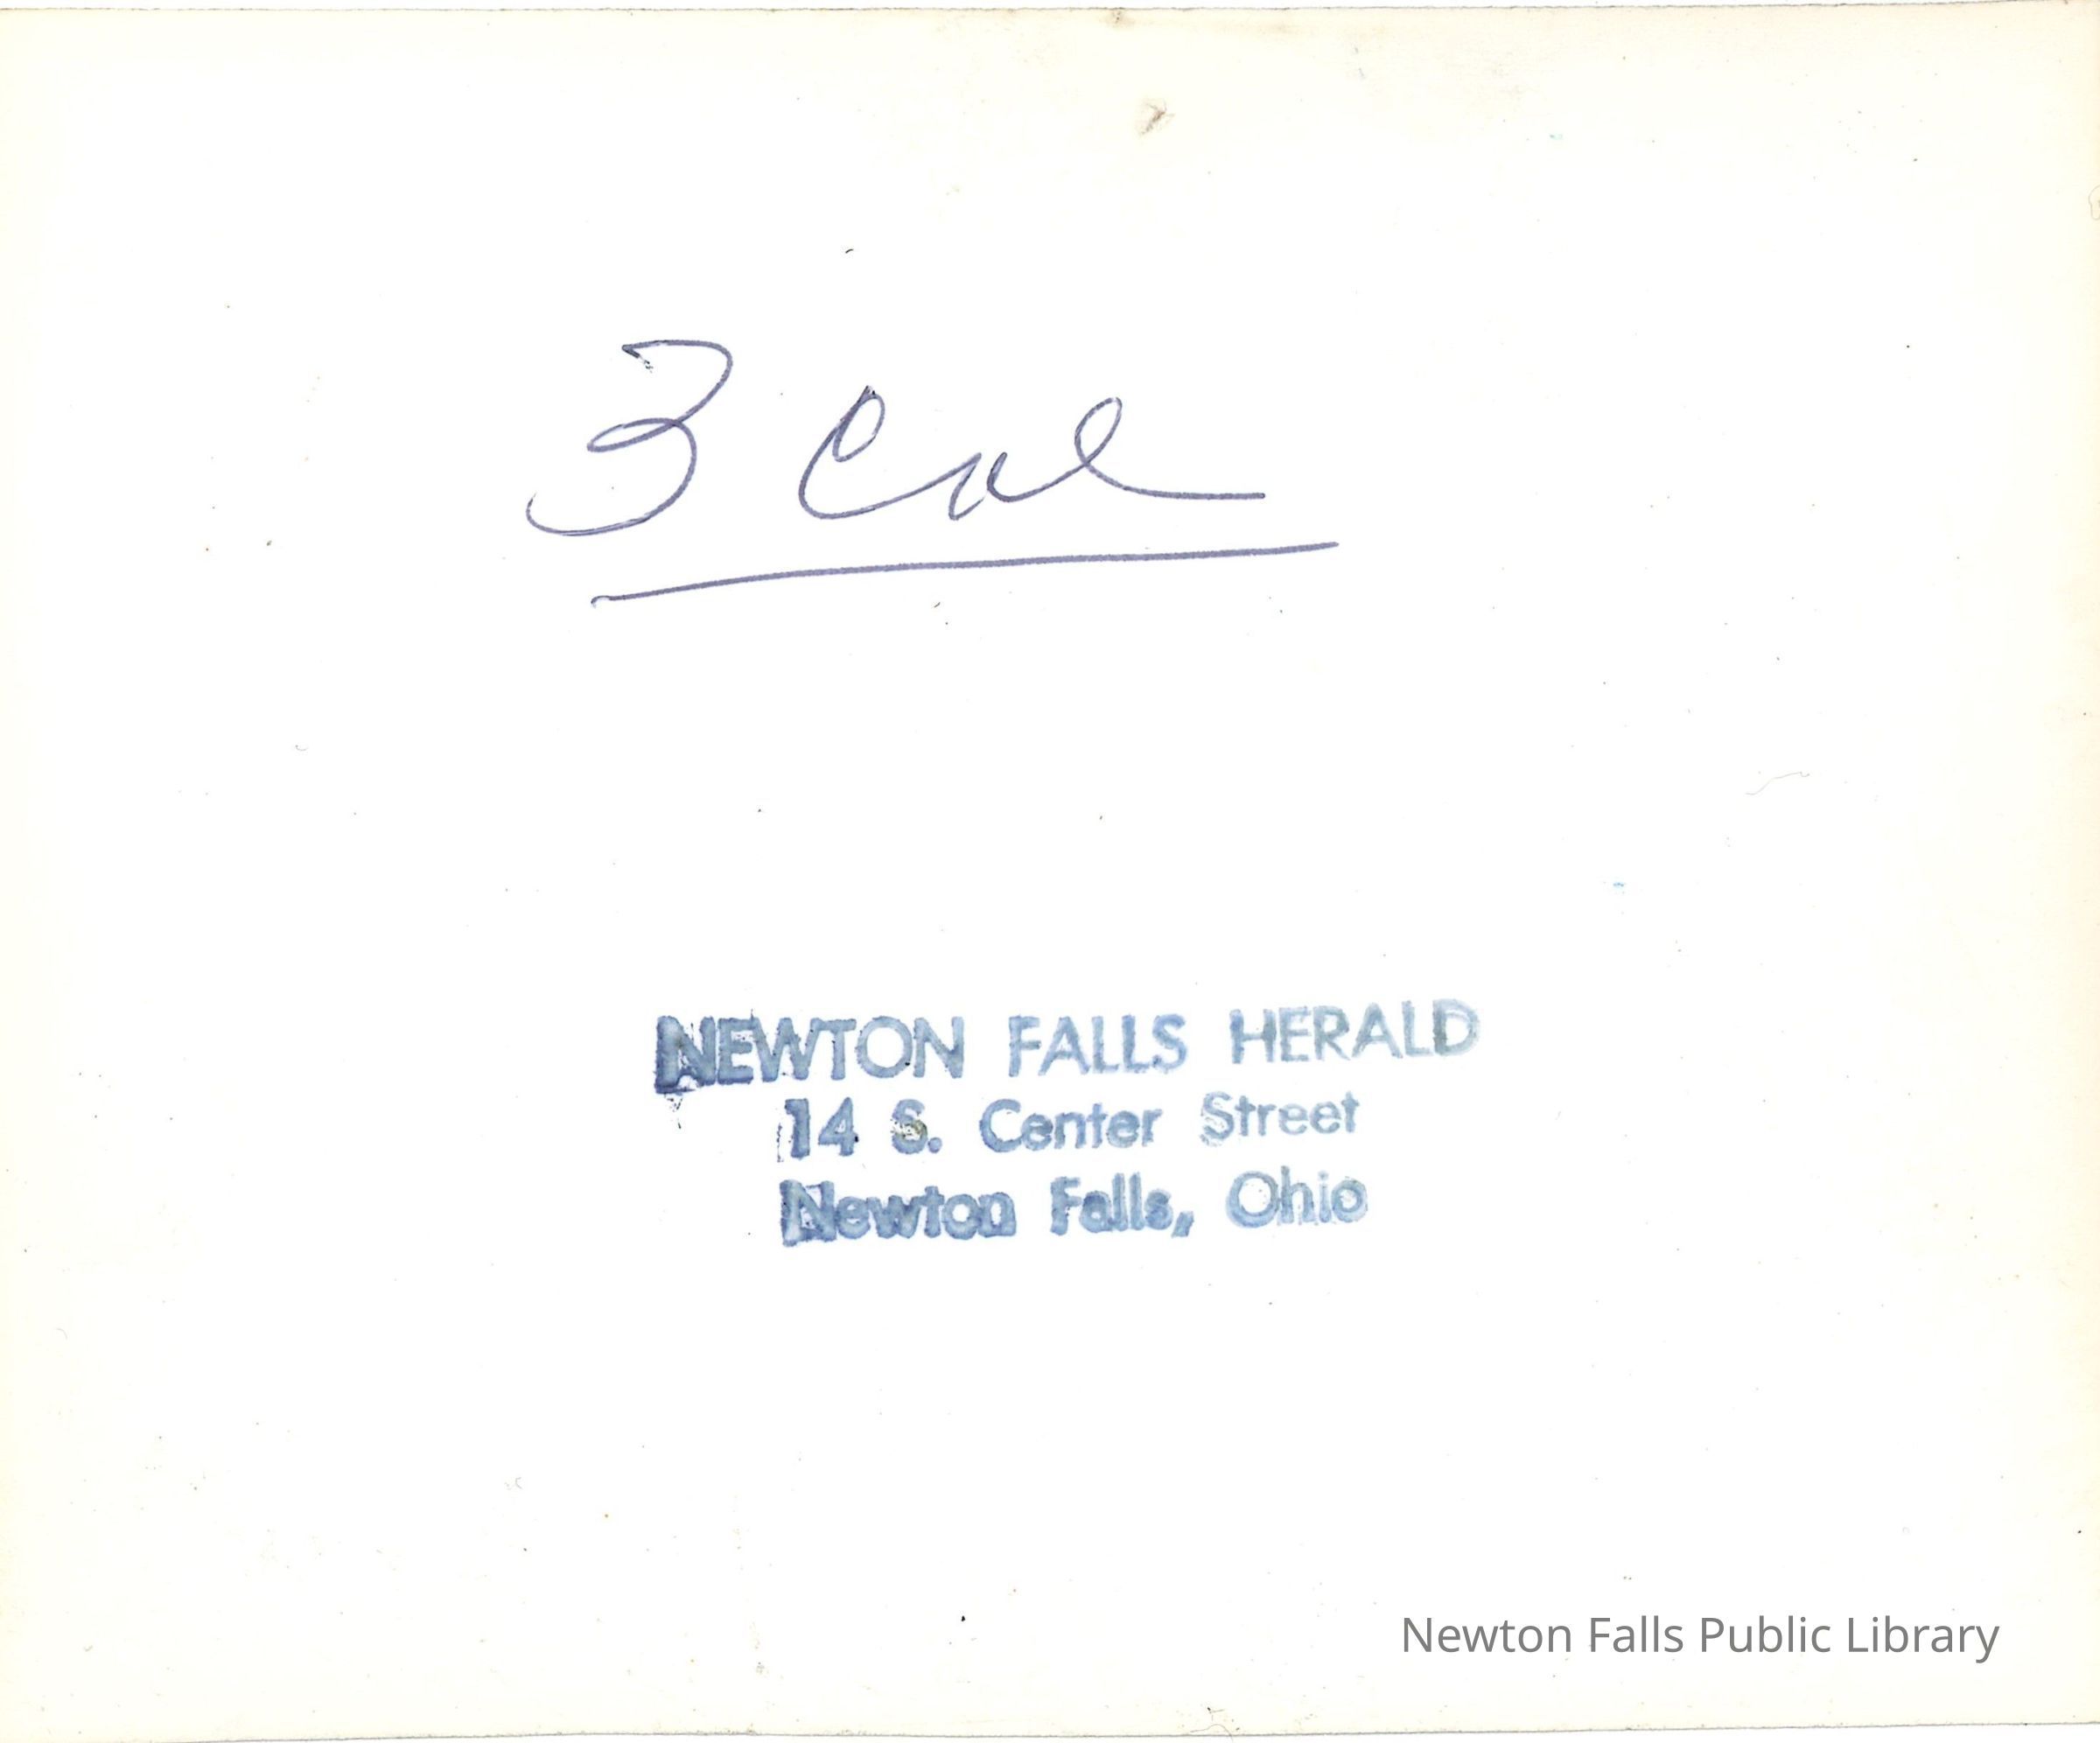 3 Col
NEWTON FALLS HERALD
14 S. Center Street
Newton Falls, Ohio
Newton Falls Public Library